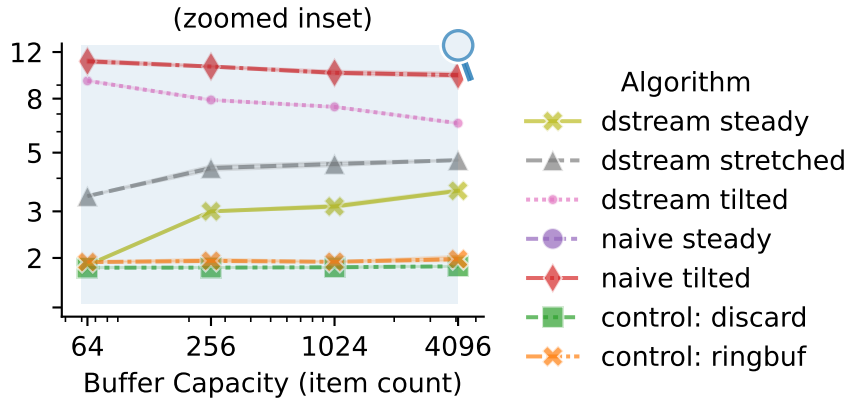 (zoomed inset)
12
8
5
3
2
64 256 1024 4096
Buffer Capacity (item count)
Algorithm
dstream steady
dstream stretched
dstream tilted
naive steady
naive tilted
control: discard
control: ringbuf